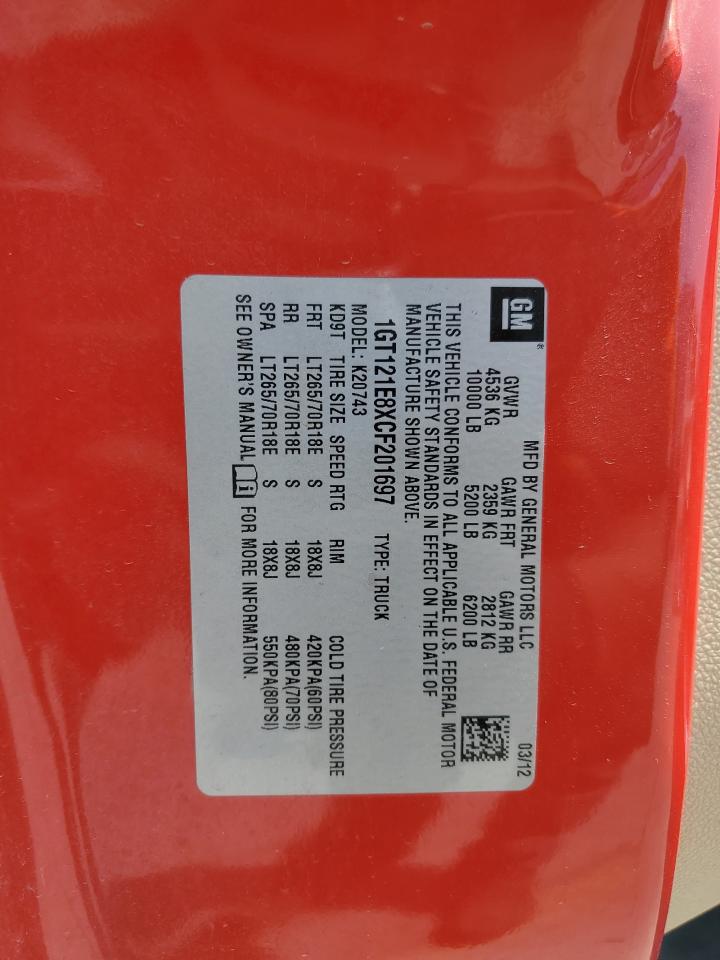 GM®
MFD BY GENERAL MOTORS LLC 03/12
GVWR GAWR FRT GAWR RR
4536 KG 2359 KG 2812 KG
10000 LB 5200 LB 6200 LB
THIS VEHICLE CONFORMS TO ALL APPLICABLE U.S. FEDERAL MOTOR
VEHICLE SAFETY STANDARDS IN EFFECT ON THE DATE OF
MANUFACTURE SHOWN ABOVE.
1GT121E8XCF201697 TYPE: TRUCK
MODEL: K20743
KD9T TIRE SIZE SPEED RTG RIM COLD TIRE PRESSURE
FRT LT265/70R18E S 18X8J 420KPA(60PSI)
RR LT265/70R18E S 18X8J 480KPA(70PSI)
SPA LT265/70R18E S 18X8J 550KPA(80PSI)
SEE OWNER'S MANUAL i FOR MORE INFORMATION.